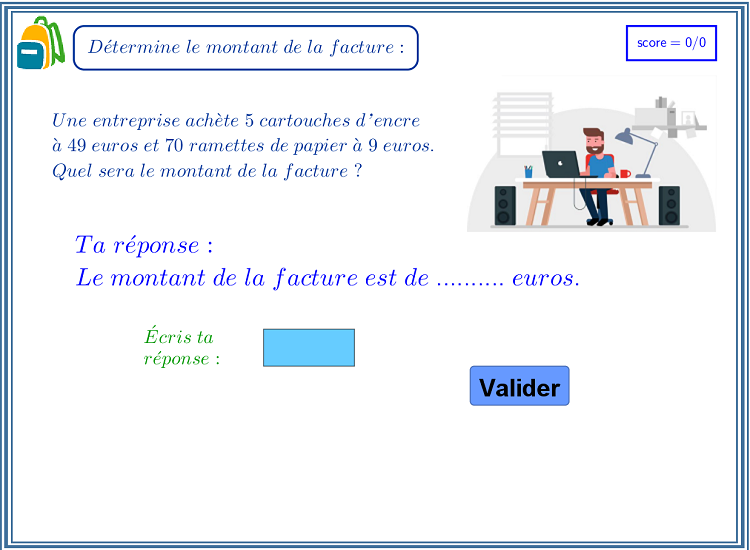 Détermine le montant de la facture :
score = 0/0
Une entreprise achète 5 cartouches d'encre
à 49 euros et 70 ramettes de papier à 9 euros.
Quel sera le montant de la facture ?
Ta réponse :
Le montant de la facture est de .......... euros.
Écris ta
réponse :
Valider